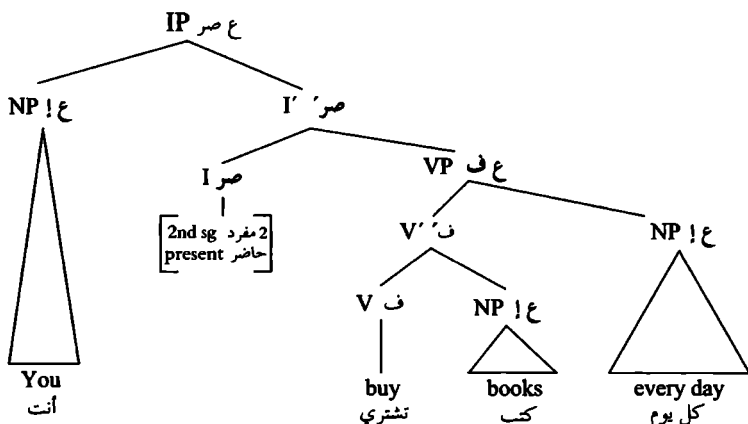 IP ع صر
NP ع إ
I′ صر′
I صر
VP ع ف
2nd sg 2 مفرد
present حاضر
V′ ف′
NP ع إ
V ف
NP ع إ
You
أنت
buy
تشتري
books
كتب
every day
كل يوم